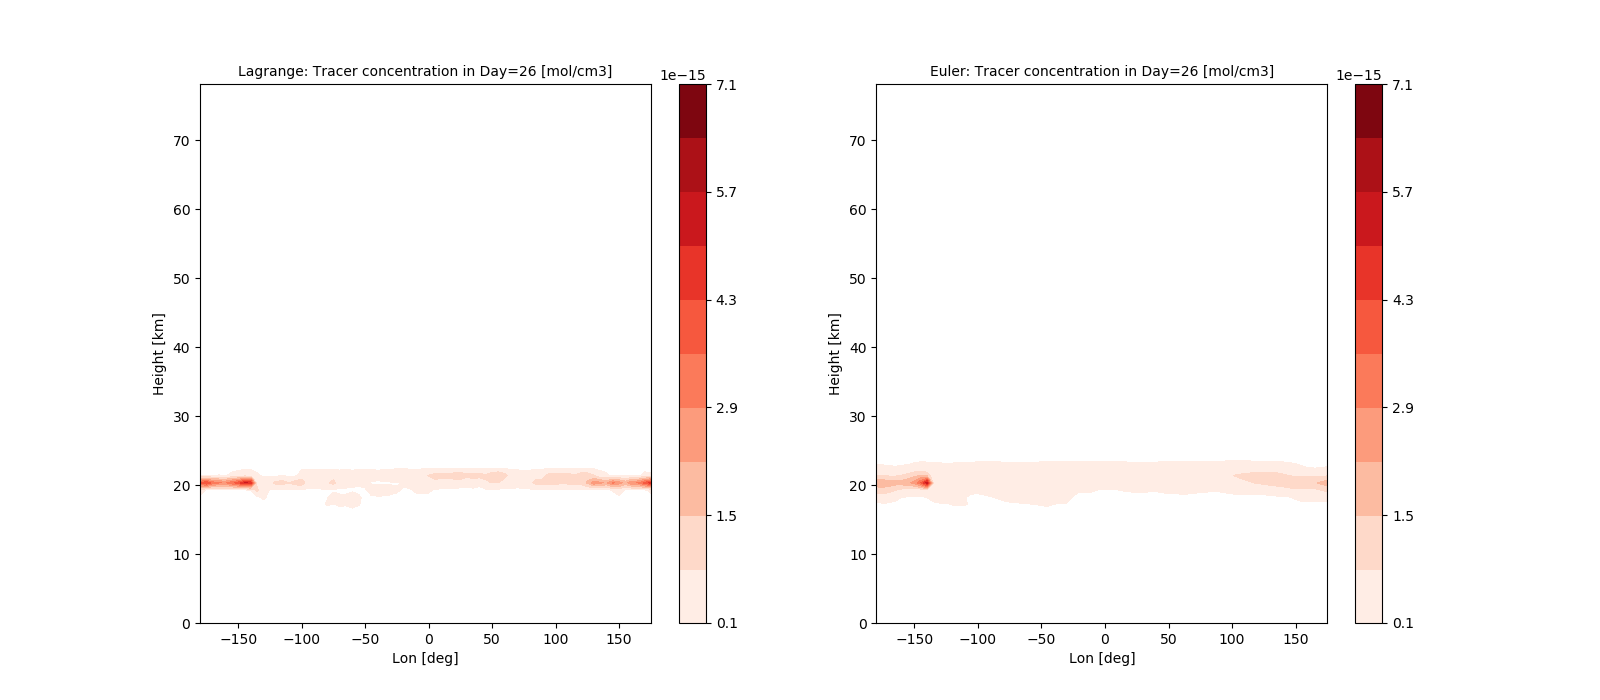 Lagrange: Tracer concentration in Day=26 [mol/cm3]
1e−15
7.1
5.7
4.3
2.9
1.5
0.1
70
60
50
40
30
20
10
0
Height [km]
−150 −100 −50 0 50 100 150
Lon [deg]
Euler: Tracer concentration in Day=26 [mol/cm3]
1e−15
7.1
5.7
4.3
2.9
1.5
0.1
70
60
50
40
30
20
10
0
Height [km]
−150 −100 −50 0 50 100 150
Lon [deg]